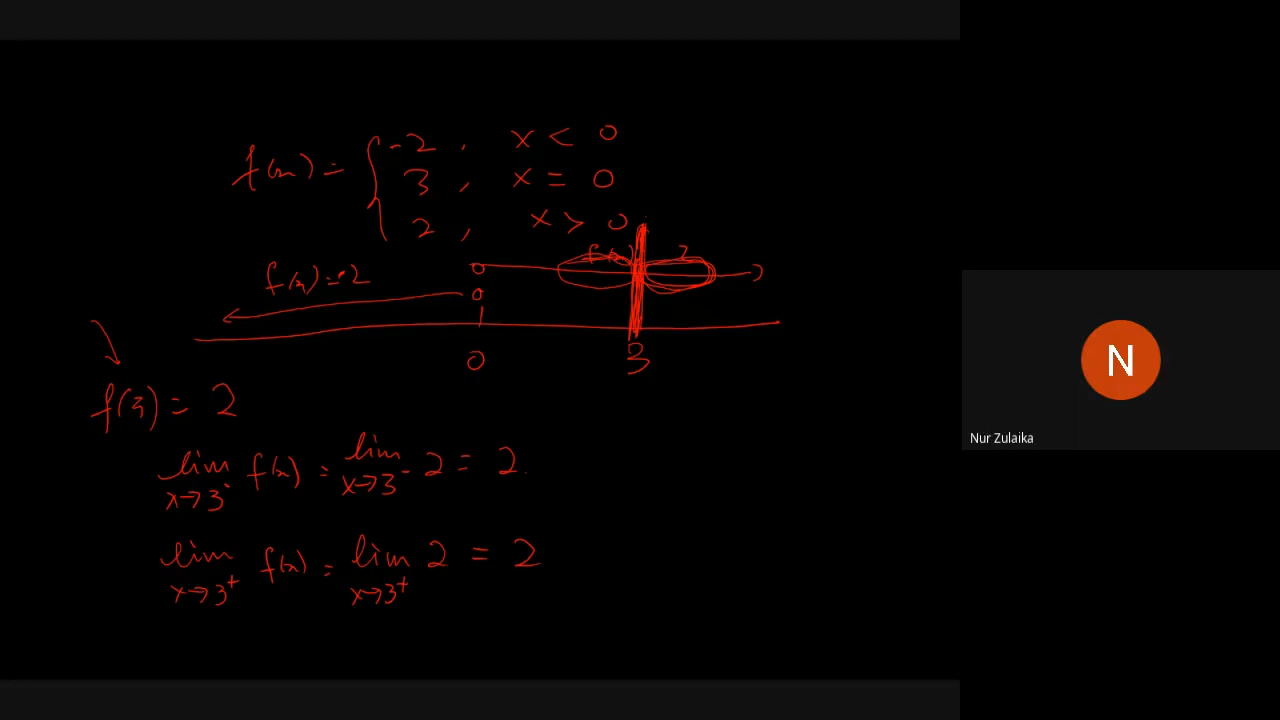 f(x) = { -2 , x < 0
3 , x = 0
2 , x > 0
f(x) = -2
f(x) 2
0 3
f(3) = 2
lim x→3⁻ f(x) = lim x→3⁻ 2 = 2
lim x→3⁺ f(x) = lim x→3⁺ 2 = 2
N
Nur Zulaika